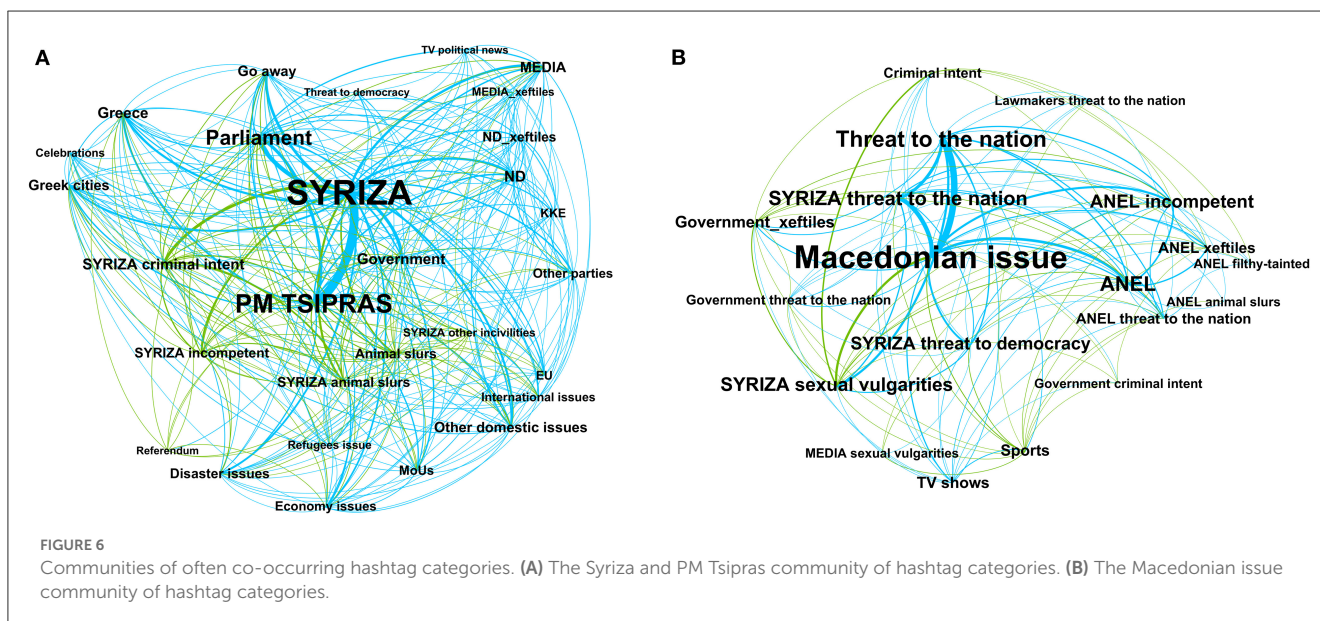 A
TV political news
Go away
MEDIA
Threat to democracy
MEDIA_xeftiles
Greece
Parliament
ND_xeftiles
Celebrations
ND
Greek cities
SYRIZA
KKE
Government
SYRIZA criminal intent
Other parties
PM TSIPRAS
SYRIZA other incivilities
SYRIZA incompetent
Animal slurs
EU
SYRIZA animal slurs
International issues
Other domestic issues
Refugees issue
Referendum
MoUs
Disaster issues
Economy issues
B
Criminal intent
Lawmakers threat to the nation
Threat to the nation
SYRIZA threat to the nation
ANEL incompetent
Government_xeftiles
ANEL xeftiles
Macedonian issue
ANEL filthy-tainted
ANEL
Government threat to the nation
ANEL animal slurs
ANEL threat to the nation
SYRIZA threat to democracy
SYRIZA sexual vulgarities
Government criminal intent
MEDIA sexual vulgarities
Sports
TV shows
FIGURE 6
Communities of often co-occurring hashtag categories. (A) The Syriza and PM Tsipras community of hashtag categories. (B) The Macedonian issue
community of hashtag categories.